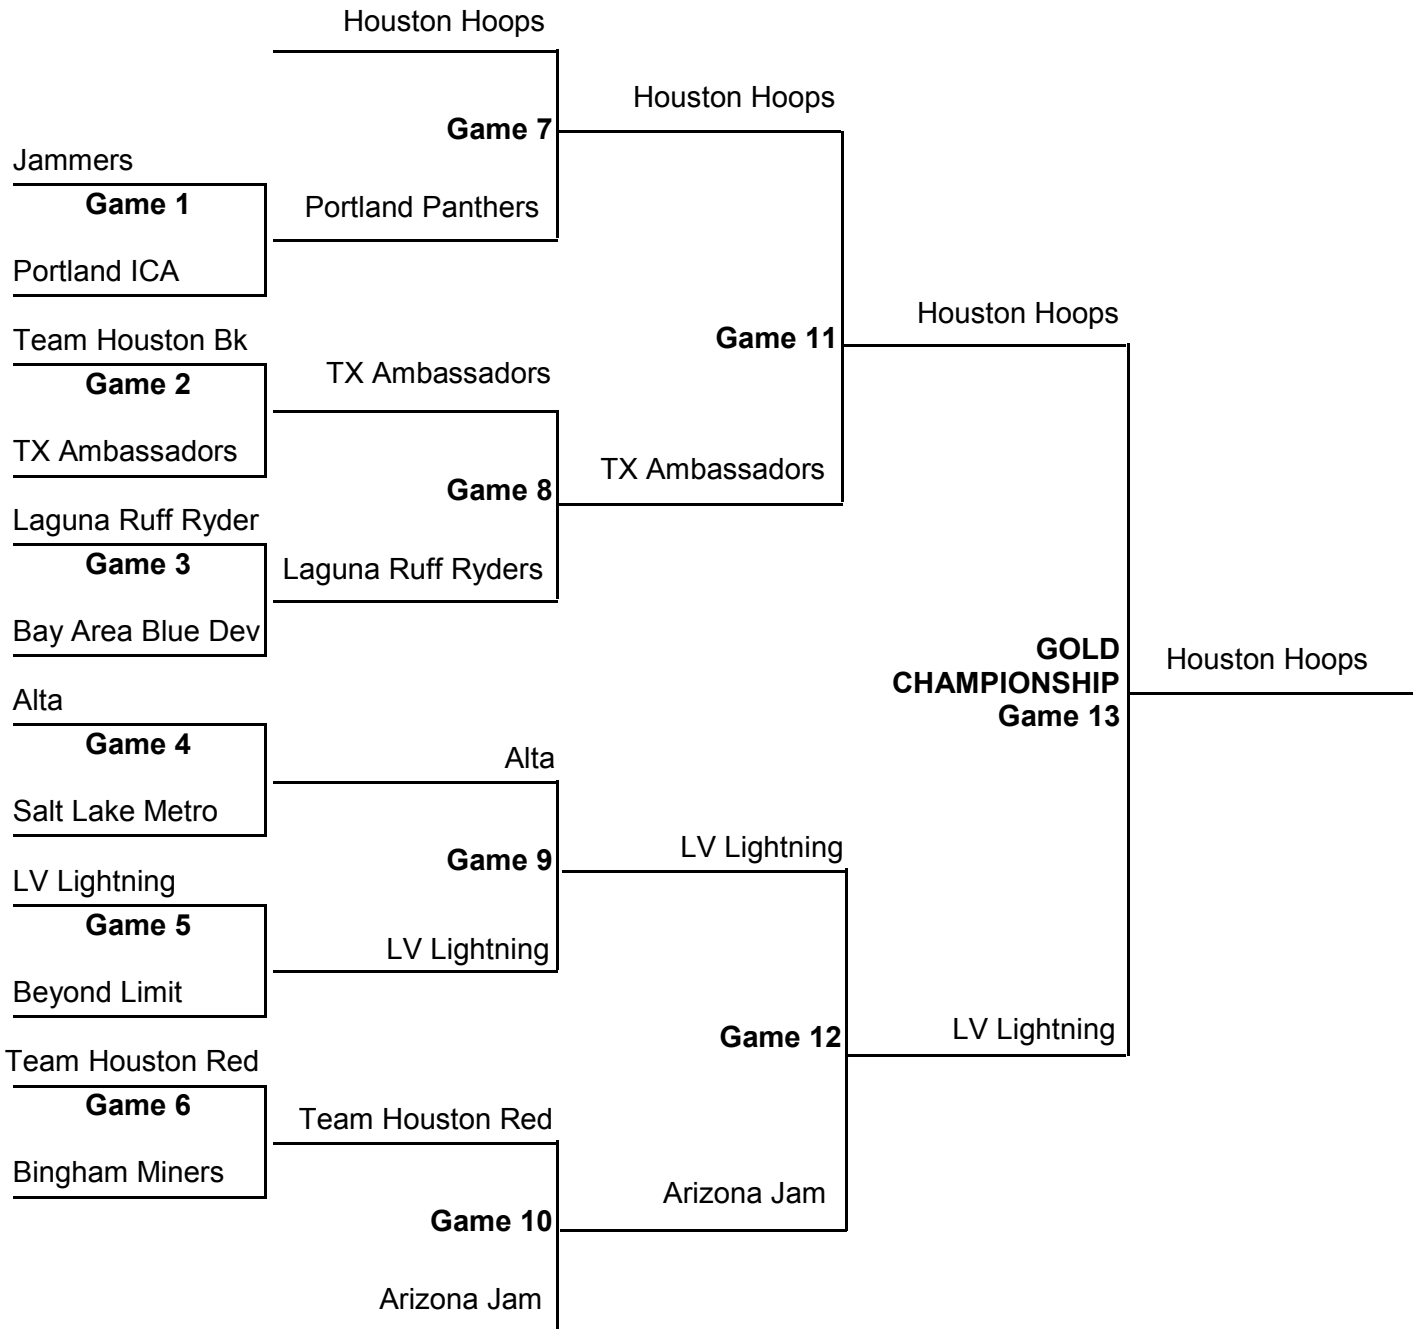 Houston Hoops
Houston Hoops
Game 7
Jammers
Game 1
Portland Panthers
Portland ICA
Houston Hoops
Team Houston Bk
Game 11
TX Ambassadors
Game 2
TX Ambassadors
TX Ambassadors
Game 8
Laguna Ruff Ryder
Game 3
Laguna Ruff Ryders
Bay Area Blue Dev
GOLD
CHAMPIONSHIP
Game 13
Houston Hoops
Alta
Game 4
Alta
Salt Lake Metro
LV Lightning
Game 9
LV Lightning
Game 5
LV Lightning
Beyond Limit
LV Lightning
Game 12
Team Houston Red
Game 6
Team Houston Red
Bingham Miners
Arizona Jam
Game 10
Arizona Jam